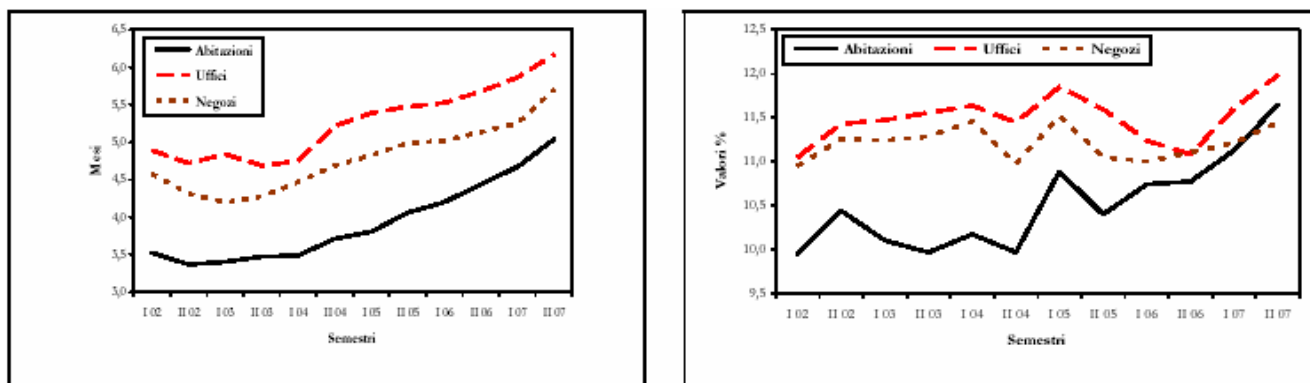 6,5
6,0
5,5
5,0
4,5
4,0
3,5
3,0
Mesi
Abitazioni
Uffici
Negozi
I 02 II 02 I 03 II 03 I 04 II 04 I 05 II 05 I 06 II 06 I 07 II 07
Semestri
12,5
12,0
11,5
11,0
10,5
10,0
9,5
Valori %
Abitazioni Uffici Negozi
I 02 II 02 I 03 II 03 I 04 II 04 I 05 II 05 I 06 II 06 I 07 II 07
Semestri